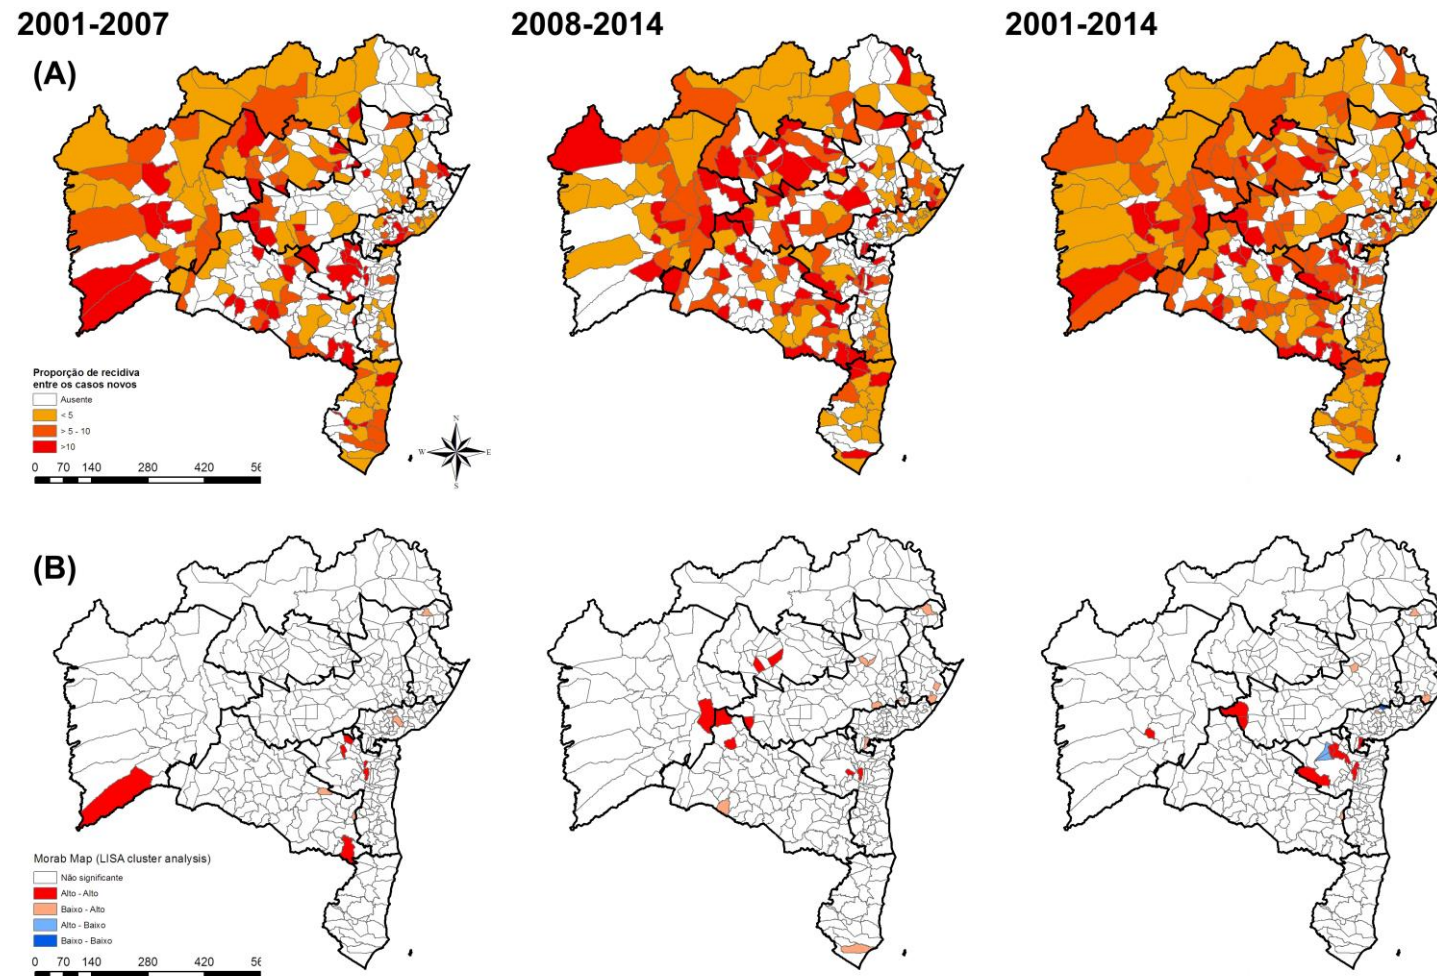 2001-2007
2008-2014
2001-2014
(A)
Proporção de recidiva
entre os casos novos
Ausente
< 5
> 5 - 10
>10
0 70 140 280 420 56
N
W E
S
(B)
Morab Map (LISA cluster analysis)
Não significante
Alto - Alto
Baixo - Alto
Alto - Baixo
Baixo - Baixo
0 70 140 280 420 56